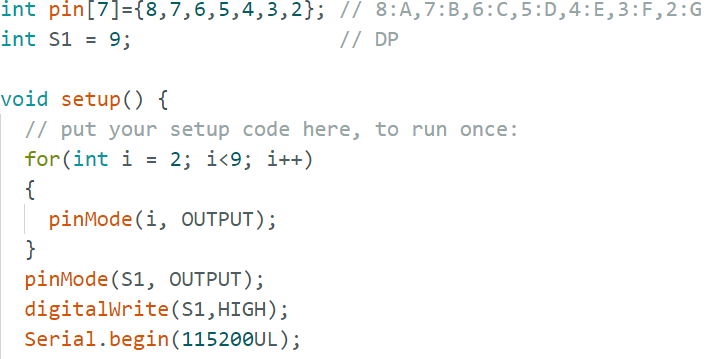 int pin[7]={8,7,6,5,4,3,2}; // 8:A,7:B,6:C,5:D,4:E,3:F,2:G
int S1 = 9; // DP
void setup() {
// put your setup code here, to run once:
for(int i = 2; i<9; i++)
{
pinMode(i, OUTPUT);
}
pinMode(S1, OUTPUT);
digitalWrite(S1,HIGH);
Serial.begin(115200UL);